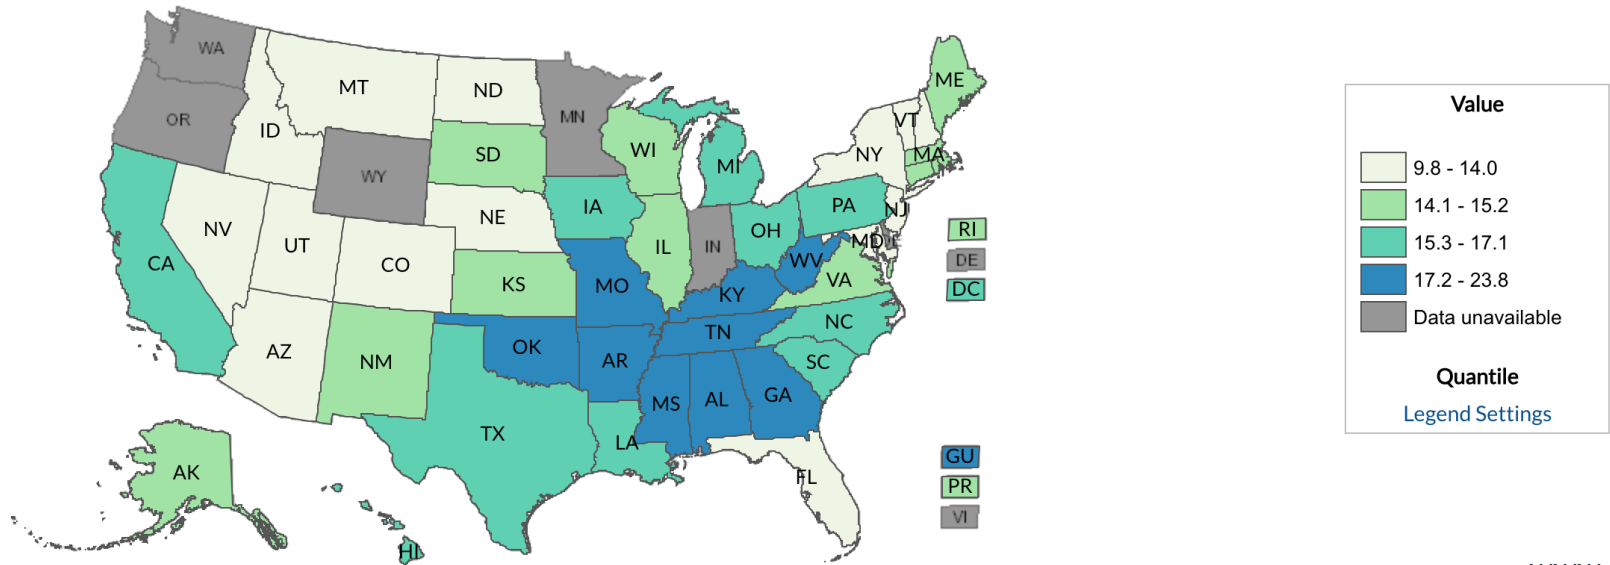 WA
MT
ND
ME
OR
ID
MN
VT
SD
WI
MI
NY
MA
WY
NV
NE
IA
PA
NJ
UT
CO
IL
IN
OH
MD
DE
RI
CA
KS
MO
WV
VA
DE
KY
DC
AZ
NM
OK
AR
TN
NC
SC
TX
MS
AL
GA
LA
FL
AK
HI
GU
PR
VI
Value
9.8 - 14.0
14.1 - 15.2
15.3 - 17.1
17.2 - 23.8
Data unavailable
Quantile
Legend Settings